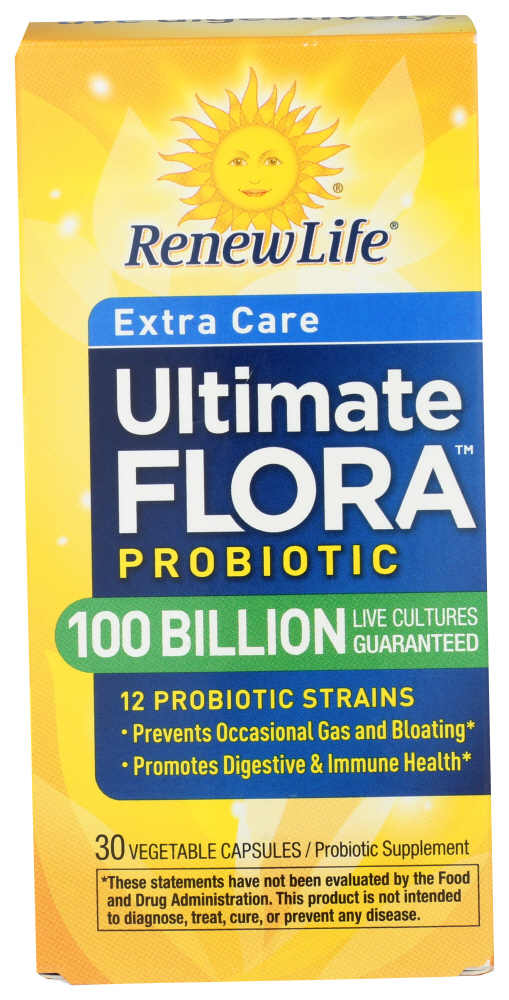 live digestively.
RenewLife®
Extra Care
Ultimate
FLORA™
PROBIOTIC
100 BILLION LIVE CULTURES GUARANTEED
12 PROBIOTIC STRAINS
• Prevents Occasional Gas and Bloating*
• Promotes Digestive & Immune Health*
30 VEGETABLE CAPSULES / Probiotic Supplement
*These statements have not been evaluated by the Food
and Drug Administration. This product is not intended
to diagnose, treat, cure, or prevent any disease.